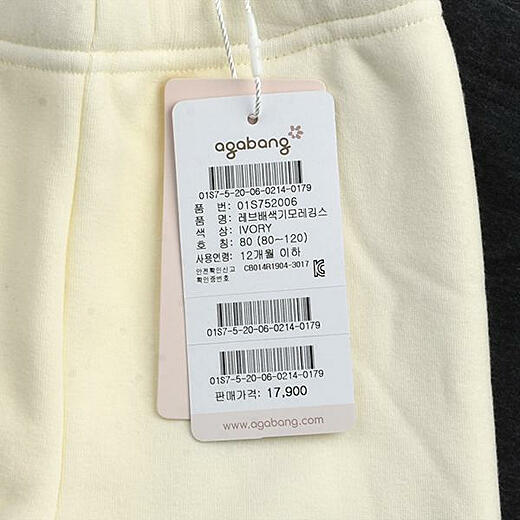 agabang
01S7-5-20-06-0214-0179
품 번: 01S752006
품 명: 레브배색기모레깅스
색 상: IVORY
호 칭: 80 (80~120)
사용연령: 12개월 이하
안전확인신고
확인증번호 CB014R1904-3017
01S7-5-20-06-0214-0179
01S7-5-20-06-0214-0179
판매가격: 17,900
www.agabang.com